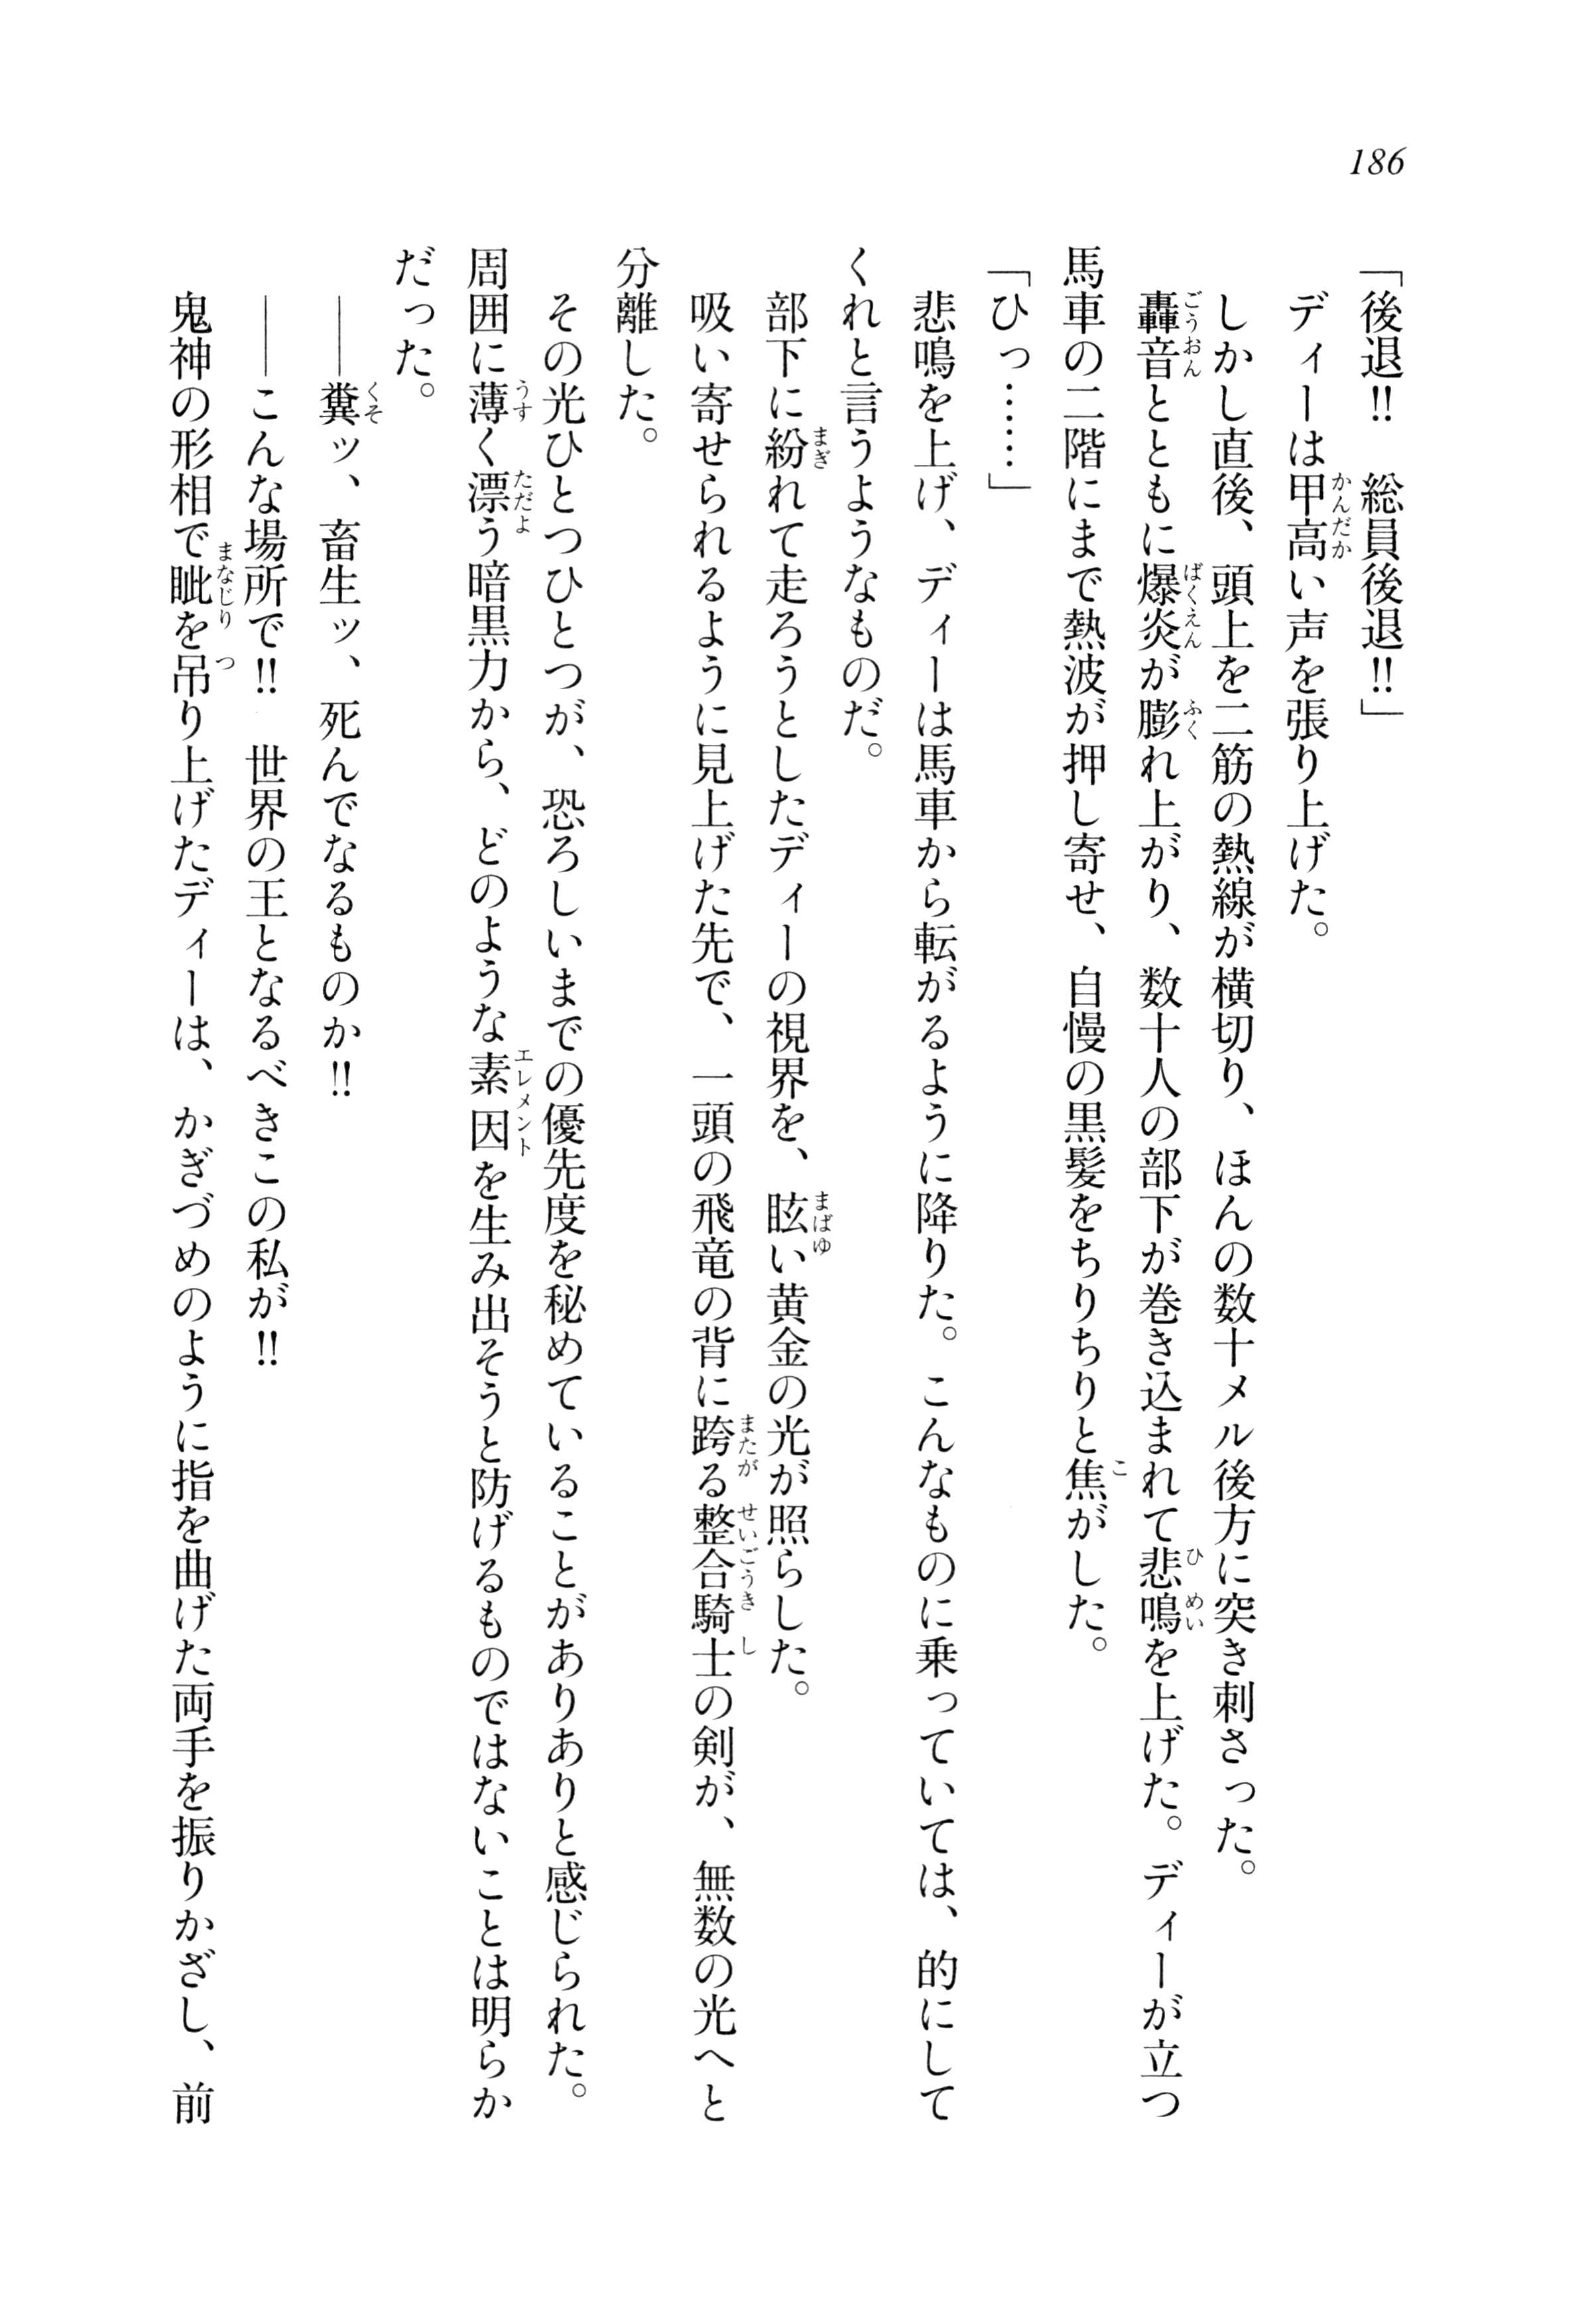 186
「後退!!　総員後退!!」
　ディーは甲高い声を張り上げた。
　しかし直後、頭上を二筋の熱線が横切り、ほんの数十メル後方に突き刺さった。
　轟音とともに爆炎が膨れ上がり、数十人の部下が巻き込まれて悲鳴を上げた。ディーが立つ
馬車の二階にまで熱波が押し寄せ、自慢の黒髪をちりちりと焦がした。
「ひっ……」
　悲鳴を上げ、ディーは馬車から転がるように降りた。こんなものに乗っていては、的にして
くれと言うようなものだ。
　部下に紛れて走ろうとしたディーの視界を、眩い黄金の光が照らした。
　吸い寄せられるように見上げた先で、一頭の飛竜の背に跨る整合騎士の剣が、無数の光へと
分離した。
　その光ひとつひとつが、恐ろしいまでの優先度を秘めていることがありありと感じられた。
周囲に薄く漂う暗黒力から、どのような素因を生み出そうと防げるものではないことは明らか
だった。
　――糞ッ、畜生ッ、死んでなるものか!!
　――こんな場所で!!　世界の王となるべきこの私が!!
　鬼神の形相で眦を吊り上げたディーは、かぎづめのように指を曲げた両手を振りかざし、前